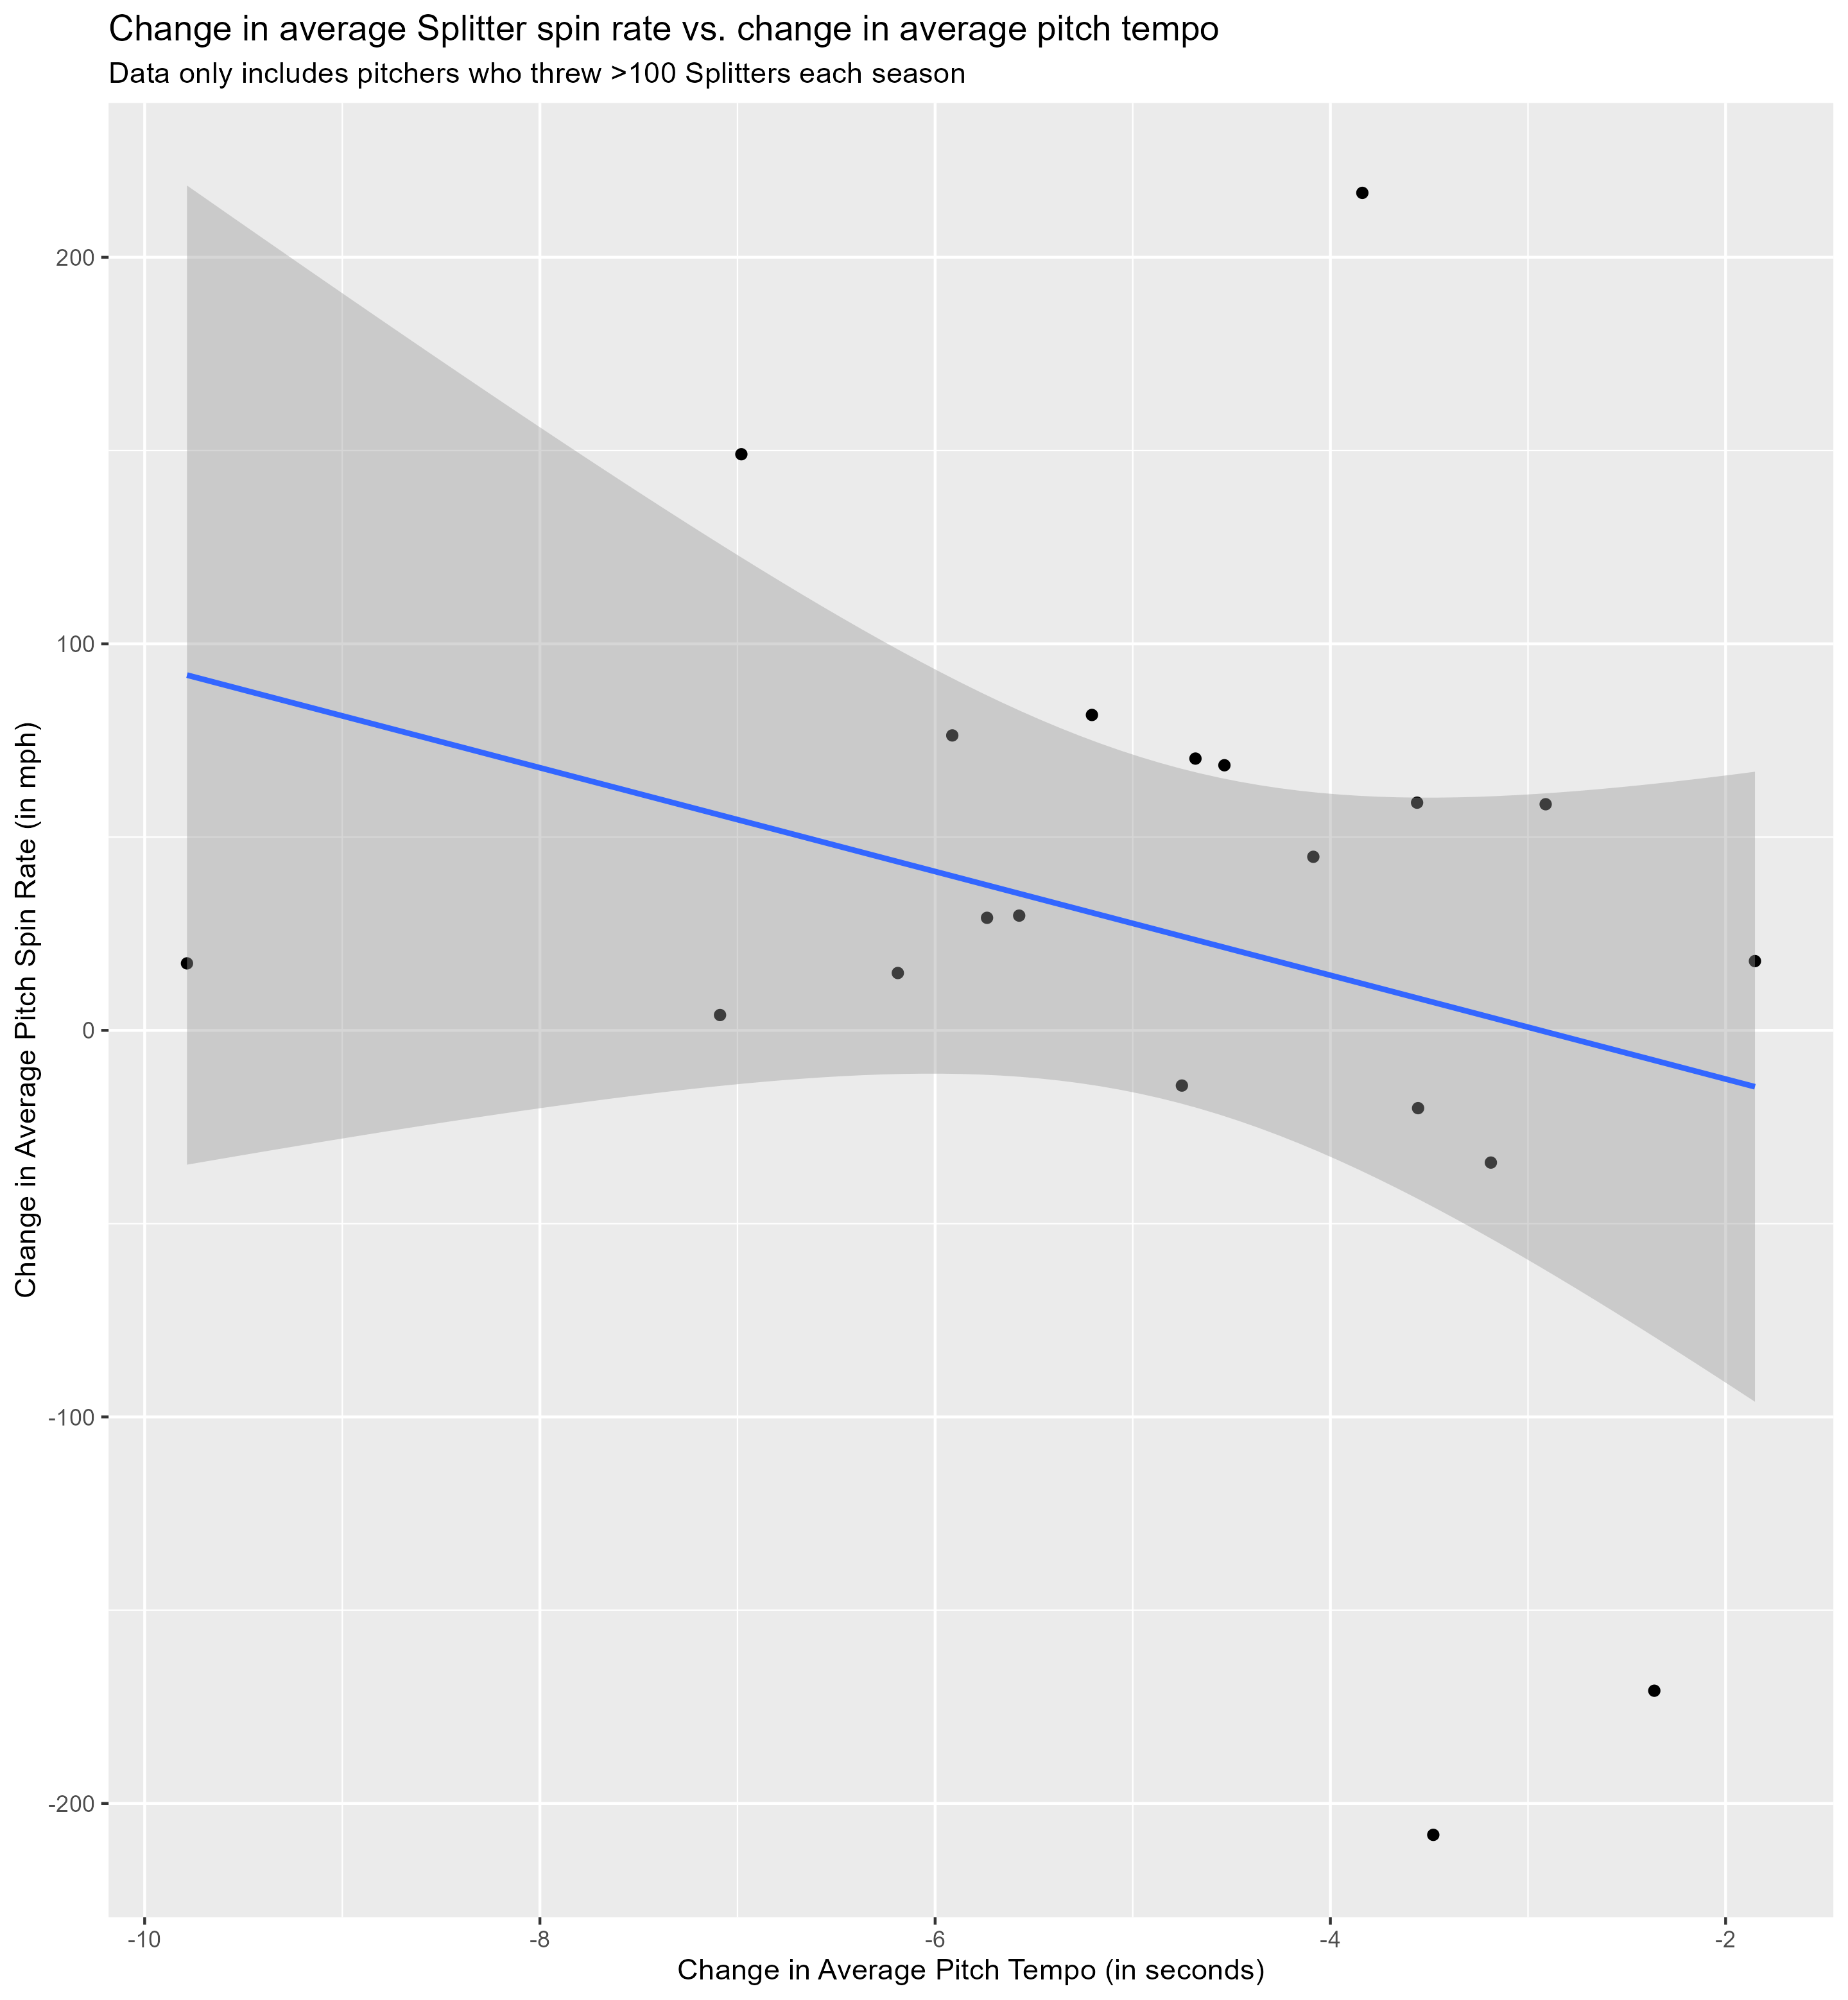 Change in average Splitter spin rate vs. change in average pitch tempo
Data only includes pitchers who threw >100 Splitters each season
Change in Average Pitch Spin Rate (in mph)
200
100
0
-100
-200
-10
-8
-6
-4
-2
Change in Average Pitch Tempo (in seconds)